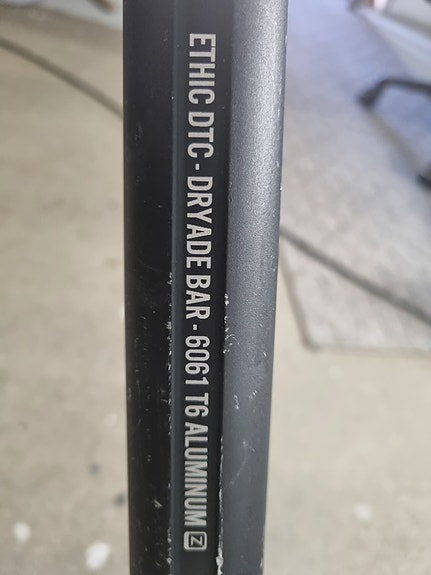 ETHIC DTC - DRYADE BAR - 6061 T6 ALUMINUM Z